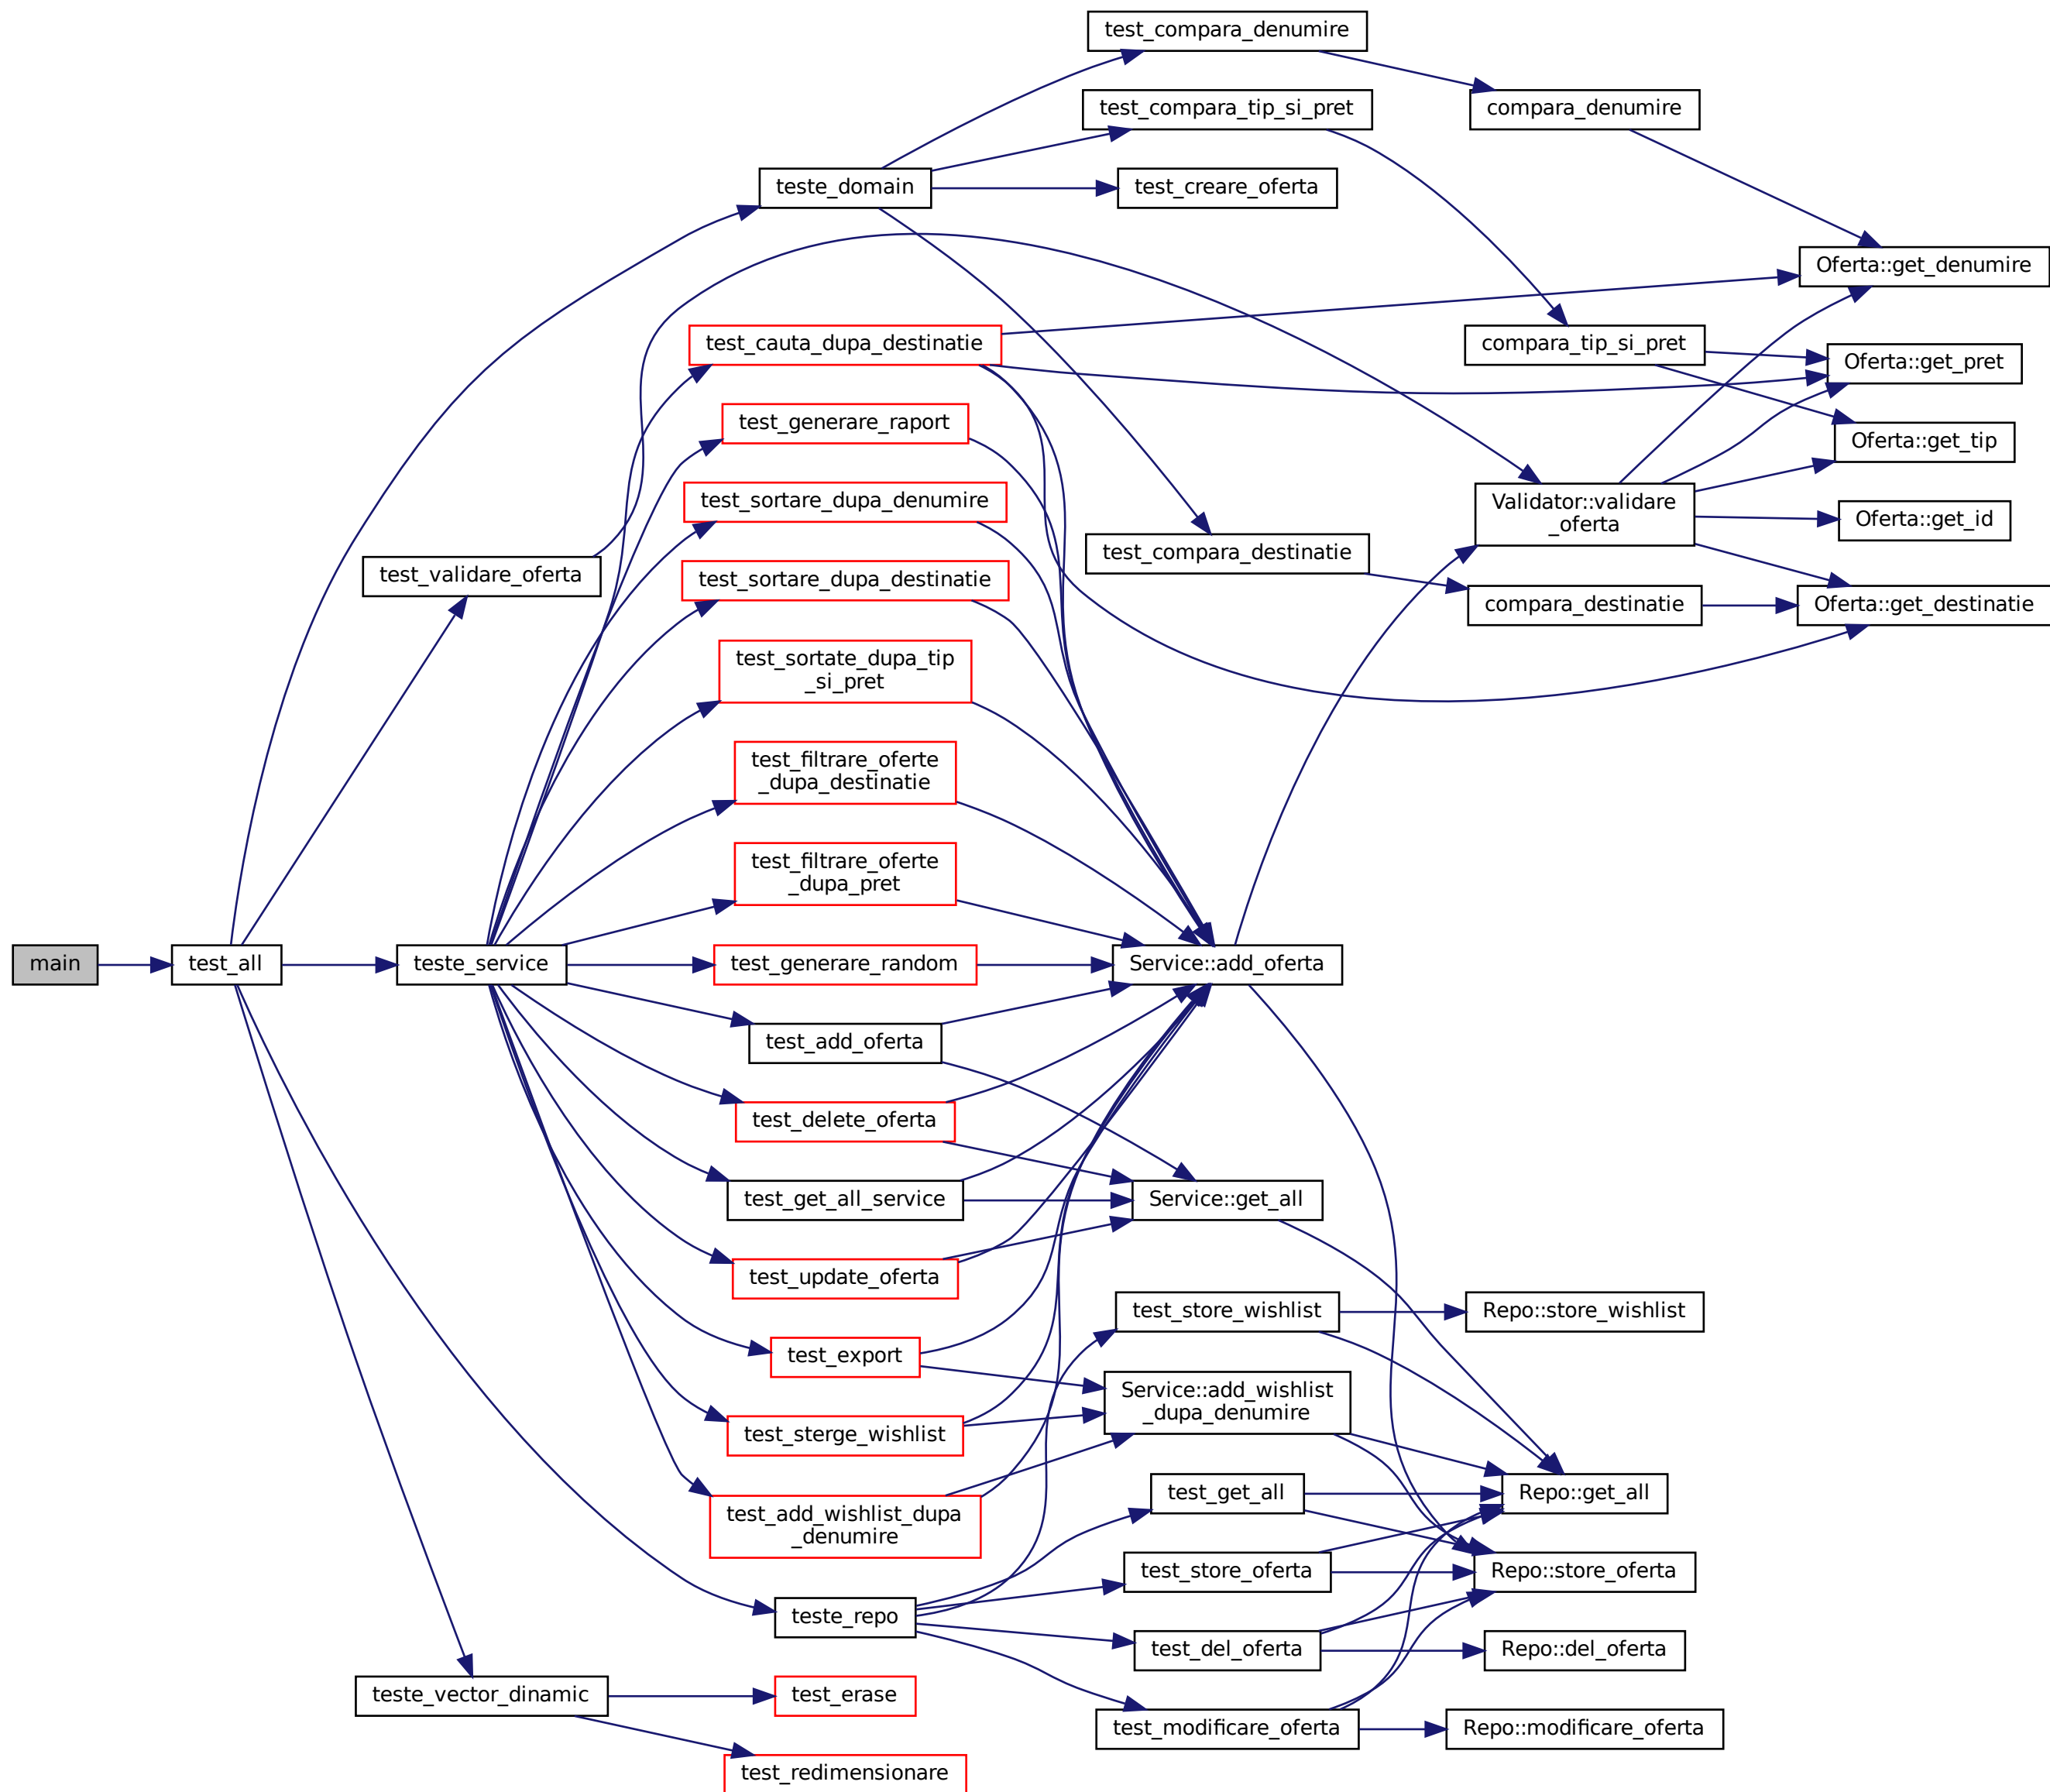 main
test_all
teste_domain
test_compara_denumire
compara_denumire
Oferta::get_denumire
test_compara_tip_si_pret
compara_tip_si_pret
Oferta::get_pret
Oferta::get_tip
test_creare_oferta
test_compara_destinatie
compara_destinatie
Oferta::get_destinatie
test_validare_oferta
Validator::validare
_oferta
Oferta::get_id
teste_service
test_cauta_dupa_destinatie
test_generare_raport
test_sortare_dupa_denumire
test_sortare_dupa_destinatie
test_sortate_dupa_tip
_si_pret
test_filtrare_oferte
_dupa_destinatie
test_filtrare_oferte
_dupa_pret
test_generare_random
test_add_oferta
test_delete_oferta
test_get_all_service
test_update_oferta
test_export
test_sterge_wishlist
test_add_wishlist_dupa
_denumire
Service::add_oferta
Service::get_all
Service::add_wishlist
_dupa_denumire
teste_repo
test_store_wishlist
Repo::store_wishlist
test_get_all
Repo::get_all
test_store_oferta
Repo::store_oferta
test_del_oferta
Repo::del_oferta
test_modificare_oferta
Repo::modificare_oferta
teste_vector_dinamic
test_erase
test_redimensionare